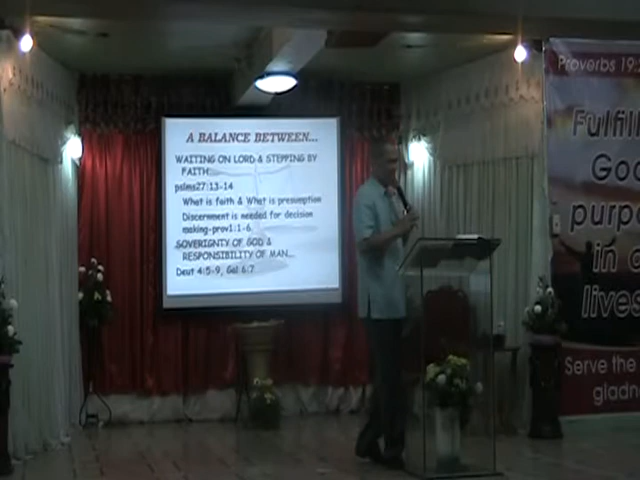 A BALANCE BETWEEN...
WAITING ON LORD & STEPPING BY
FAITH....
pslms27:13-14
What is faith & What is presumption
Discernment is needed for decision
making-prov1:1-6
SOVERIGNTY OF GOD &
RESPONSIBILITY OF MAN....
Deut 4:5-9, Gal 6:7
Proverbs 19:
Fulfill
God
purp
in o
lives
Serve the
gladn